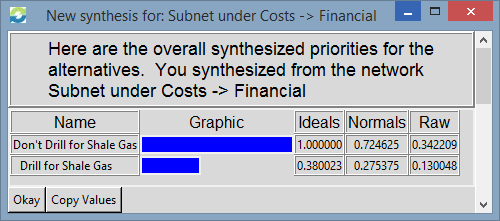 New synthesis for: Subnet under Costs -> Financial
Here are the overall synthesized priorities for the
alternatives. You synthesized from the network
Subnet under Costs -> Financial
Name Graphic Ideals Normals Raw
Don't Drill for Shale Gas 1.000000 0.724625 0.342209
Drill for Shale Gas 0.380023 0.275375 0.130048
Okay Copy Values